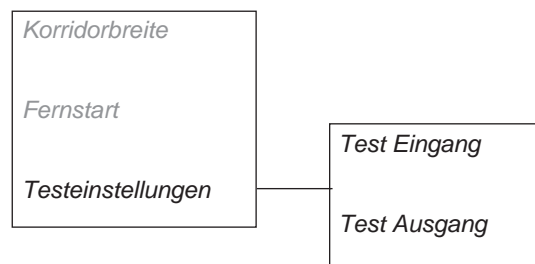 Korridorbreite
Fernstart
Testeinstellungen
Test Eingang
Test Ausgang